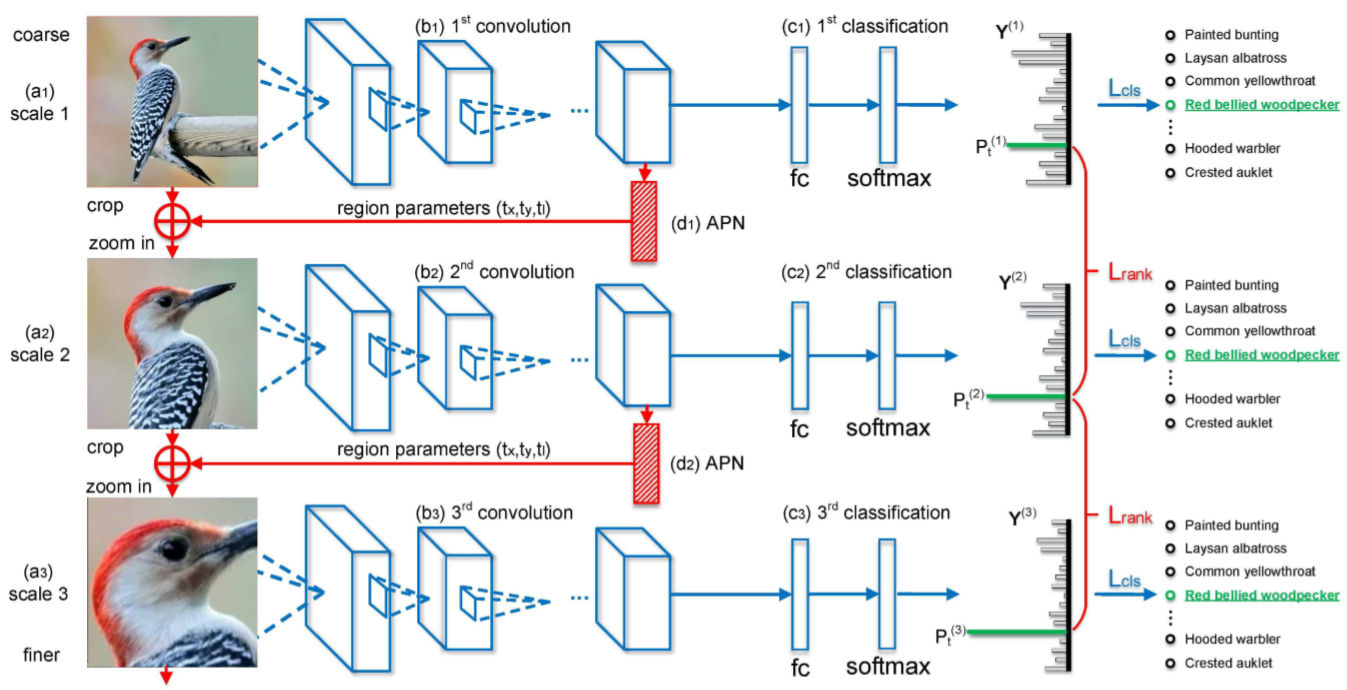 coarse
(a1)
scale 1
(b1) 1st convolution
(c1) 1st classification
...
fc
softmax
Y(1)
Pt(1)
Lcls
Painted bunting
Laysan albatross
Common yellowthroat
Red bellied woodpecker
Hooded warbler
Crested auklet
crop
zoom in
region parameters (tx,ty,tl)
(d1) APN
Lrank
(a2)
scale 2
(b2) 2nd convolution
(c2) 2nd classification
...
fc
softmax
Y(2)
Pt(2)
Lcls
Painted bunting
Laysan albatross
Common yellowthroat
Red bellied woodpecker
Hooded warbler
Crested auklet
crop
zoom in
region parameters (tx,ty,tl)
(d2) APN
Lrank
(a3)
scale 3
finer
(b3) 3rd convolution
(c3) 3rd classification
...
fc
softmax
Y(3)
Pt(3)
Lcls
Painted bunting
Laysan albatross
Common yellowthroat
Red bellied woodpecker
Hooded warbler
Crested auklet